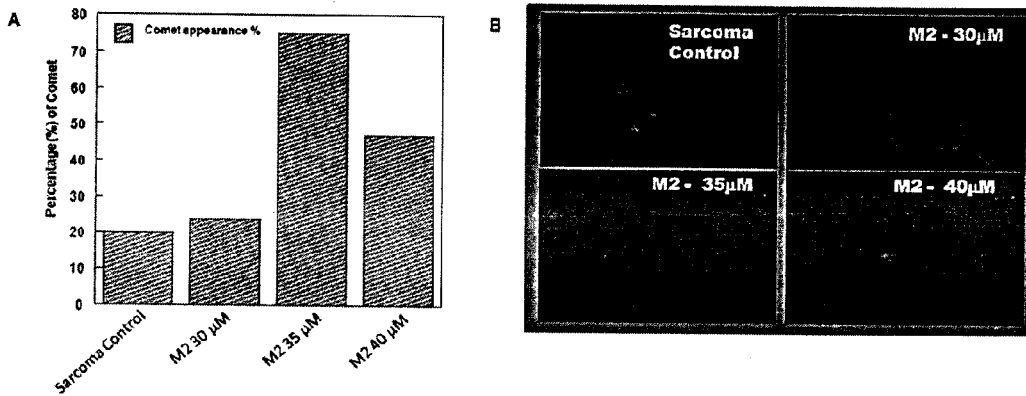 A
Comet appearance %
Percentage (%) of Comet
80
70
60
50
40
30
20
10
0
Sarcoma Control
M2 30 µM
M2 35 µM
M2 40 µM
B
Sarcoma
Control
M2 - 30µM
M2 - 35µM
M2 - 40µM